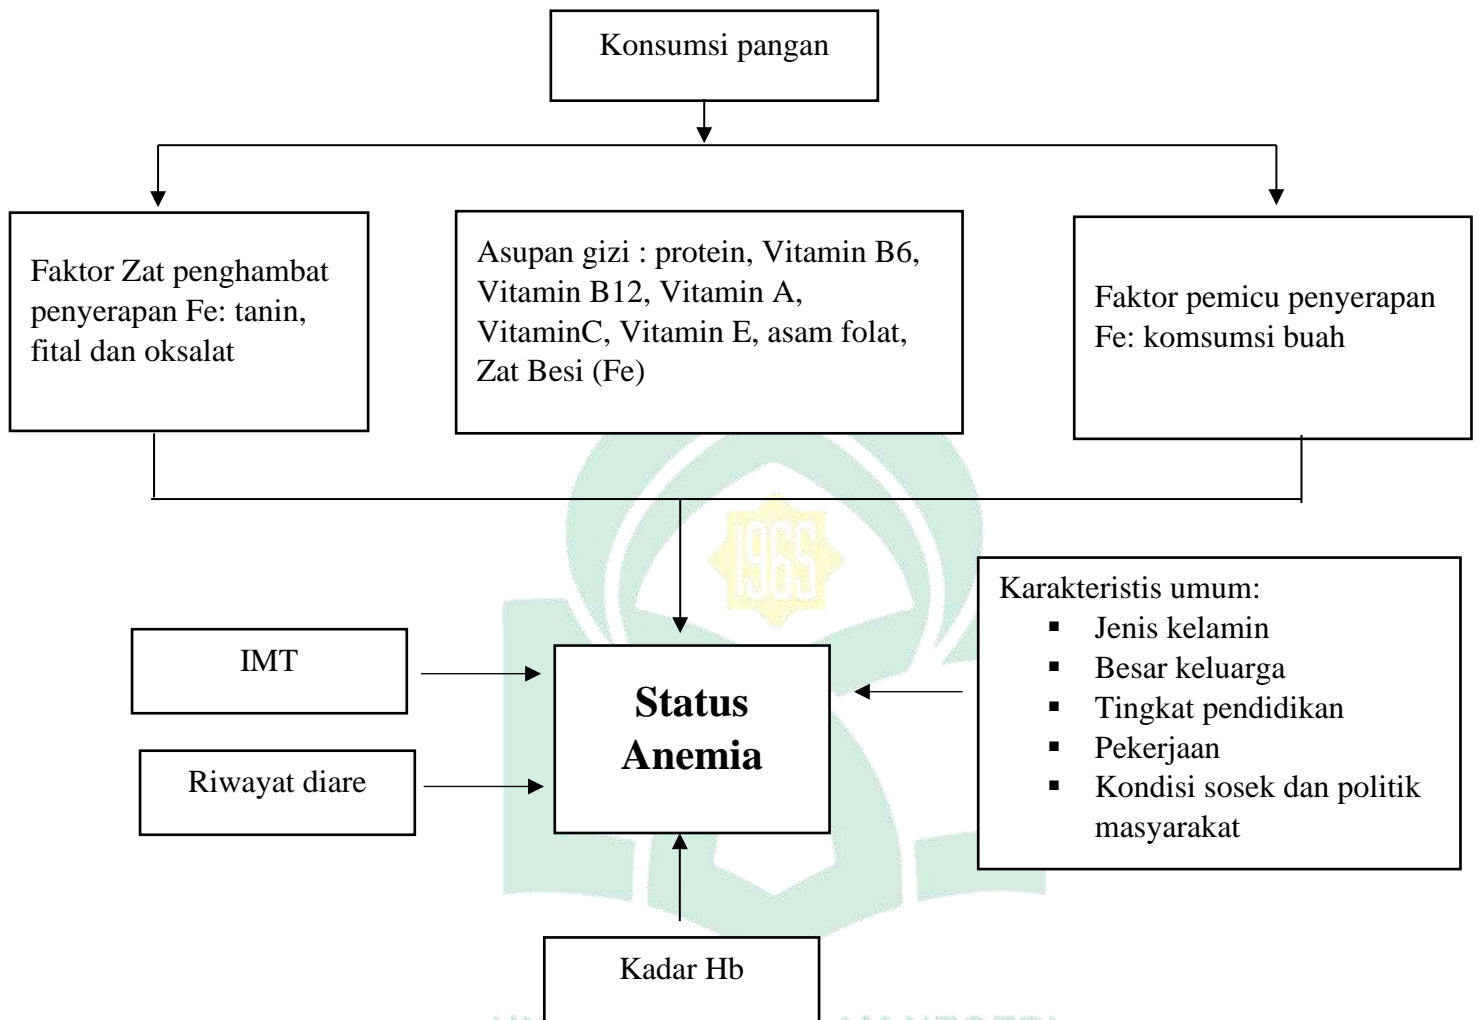 Konsumsi pangan
Faktor Zat penghambat
penyerapan Fe: tanin,
fital dan oksalat
Asupan gizi : protein, Vitamin B6,
Vitamin B12, Vitamin A,
VitaminC, Vitamin E, asam folat,
Zat Besi (Fe)
Faktor pemicu penyerapan
Fe: komsumsi buah
1965
IMT
Riwayat diare
Status
Anemia
Karakteristis umum:
▪ Jenis kelamin
▪ Besar keluarga
▪ Tingkat pendidikan
▪ Pekerjaan
▪ Kondisi sosek dan politik
masyarakat
Kadar Hb